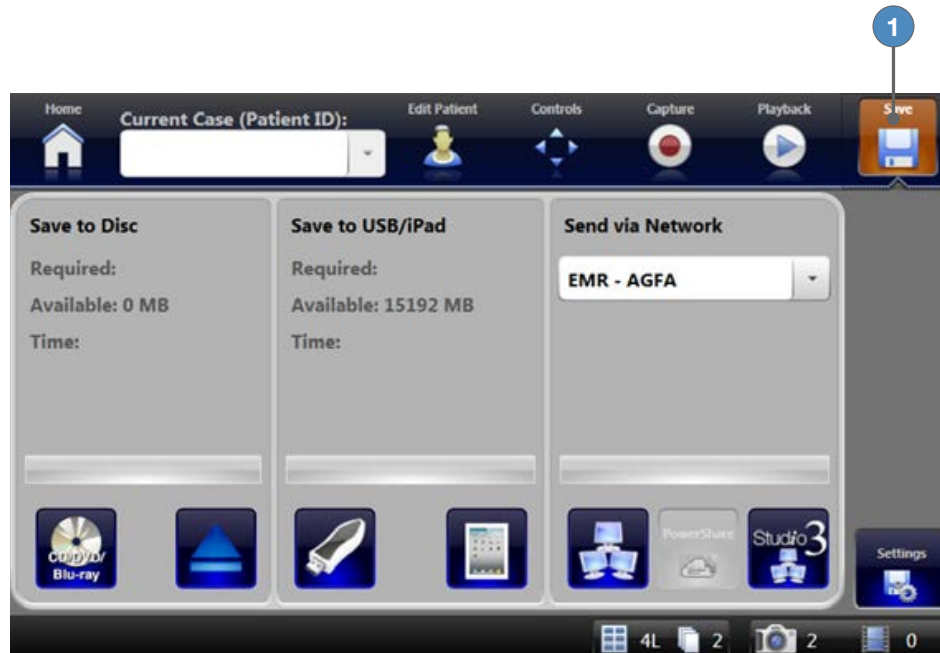 1
Home
Current Case (Patient ID):
Edit Patient
Controls
Capture
Playback
Save
Save to Disc
Required:
Available: 0 MB
Time:
Save to USB/iPad
Required:
Available: 15192 MB
Time:
Send via Network
EMR - AGFA
CD/DVD/
Blu-ray
PowerShare
Studio3
Settings
4L 2 2 0